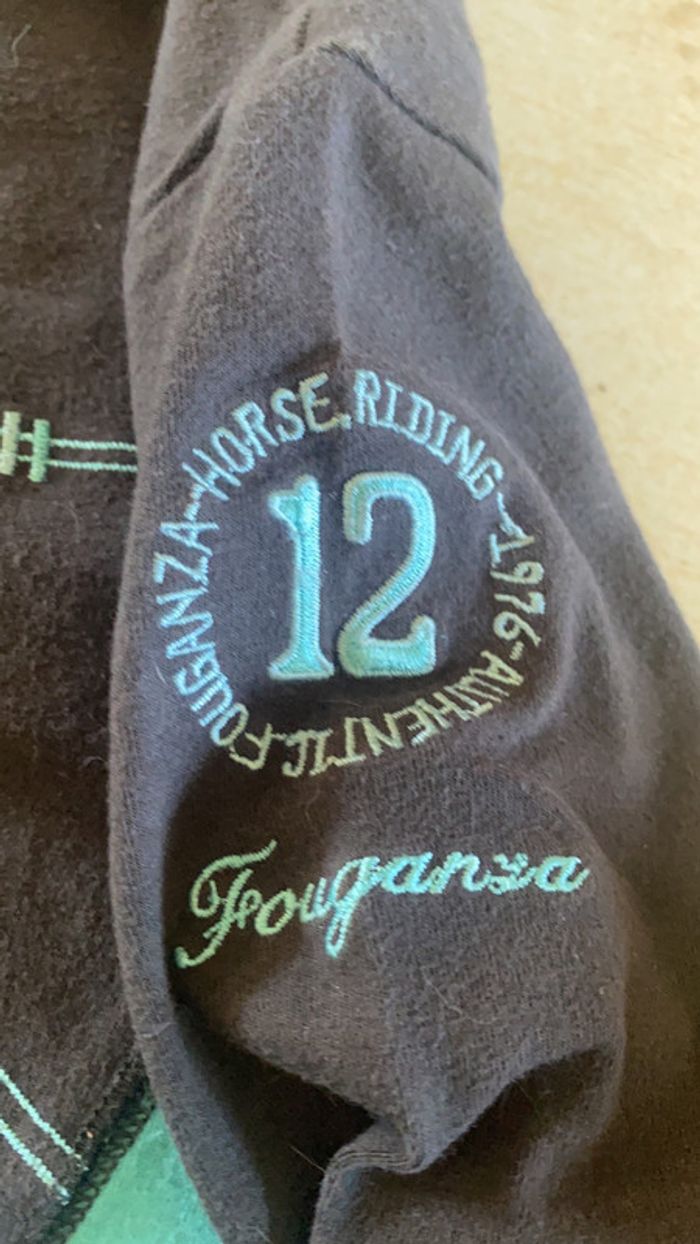 FOUGANZA-HORSE RIDING-1976-AUTHENTIC
12
Fouganza